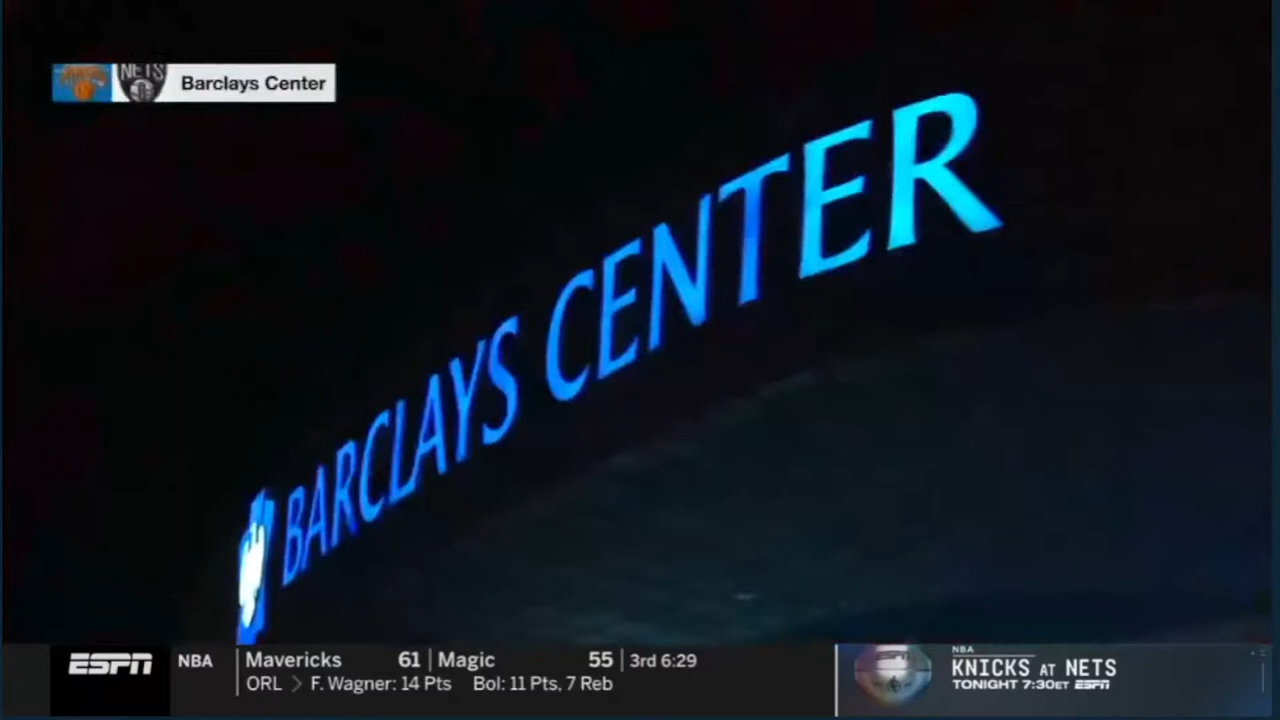 NETS
Barclays Center
BARCLAYS CENTER
ESPN
NBA
Mavericks 61 Magic 55 3rd 6:29
ORL > F. Wagner: 14 Pts Bol: 11 Pts, 7 Reb
NBA
KNICKS AT NETS
TONIGHT 7:30ET ESPN